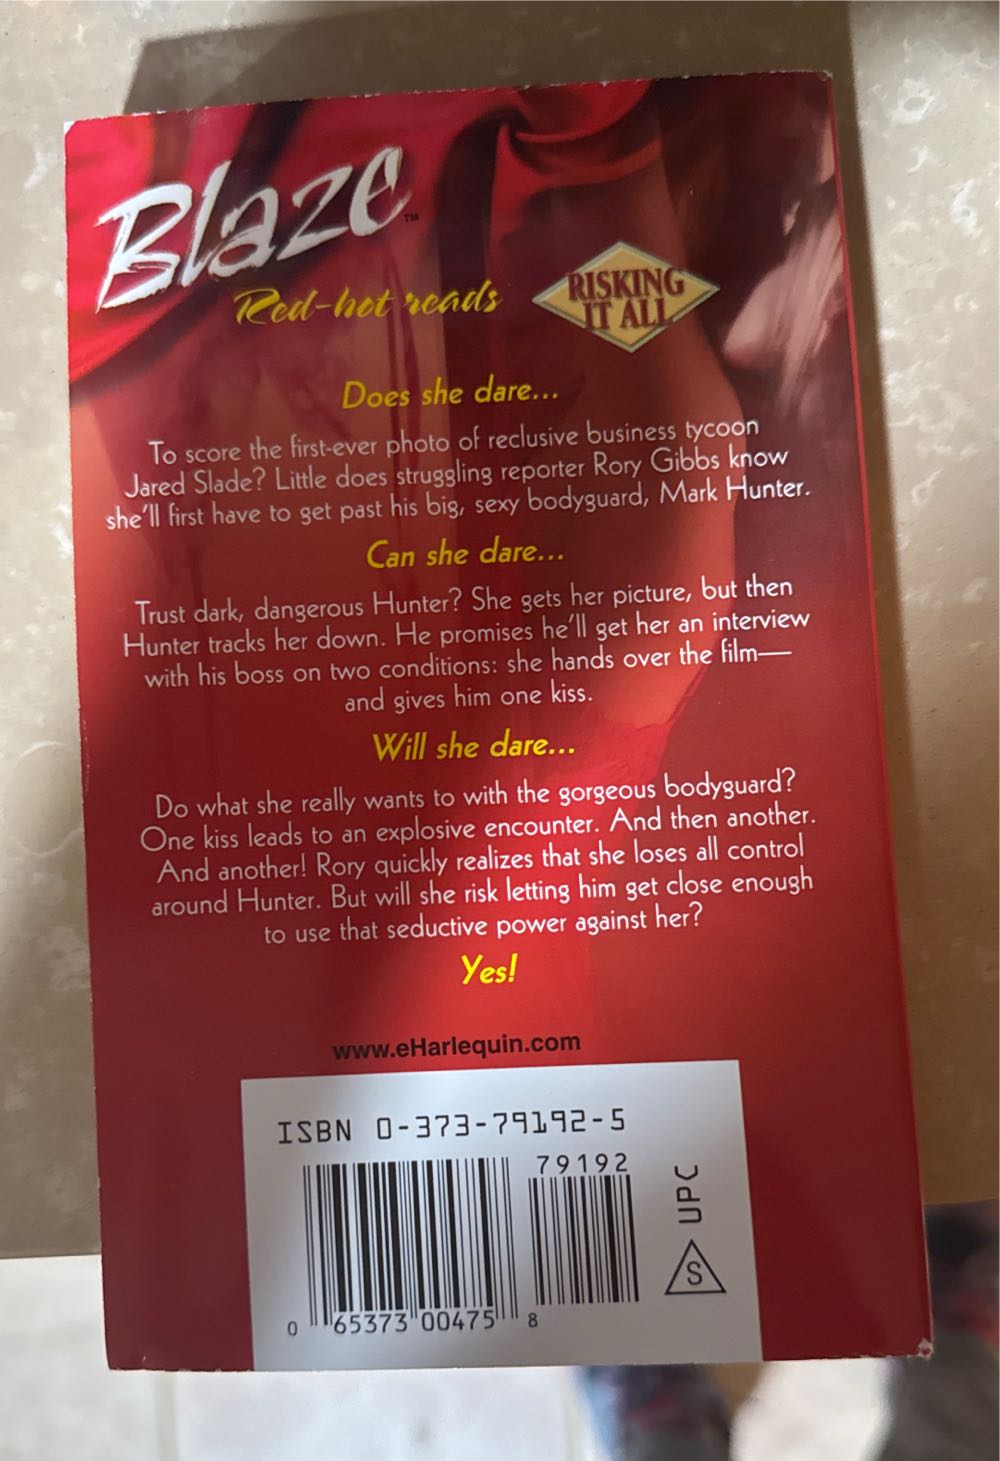 Blaze™
Red-hot reads
RISKING
IT ALL
Does she dare...
To score the first-ever photo of reclusive business tycoon
Jared Slade? Little does struggling reporter Rory Gibbs know
she'll first have to get past his big, sexy bodyguard, Mark Hunter.
Can she dare...
Trust dark, dangerous Hunter? She gets her picture, but then
Hunter tracks her down. He promises he'll get her an interview
with his boss on two conditions: she hands over the film—
and gives him one kiss.
Will she dare...
Do what she really wants to with the gorgeous bodyguard?
One kiss leads to an explosive encounter. And then another.
And another! Rory quickly realizes that she loses all control
around Hunter. But will she risk letting him get close enough
to use that seductive power against her?
Yes!
www.eHarlequin.com
ISBN 0-373-79192-5
79192
UPC
S
0 65373 00475 8